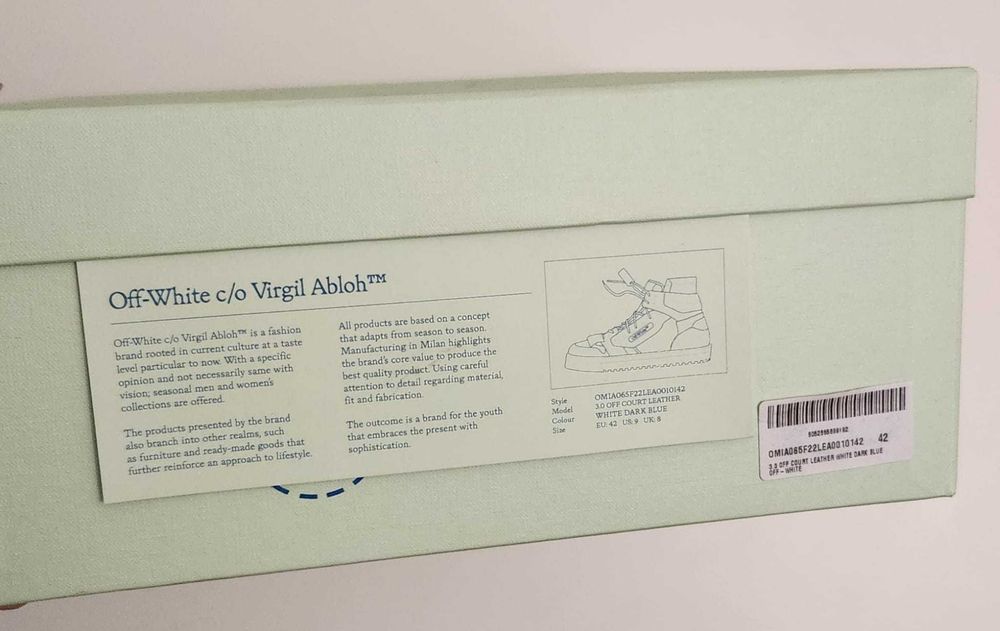 Off-White c/o Virgil Abloh™
Off-White c/o Virgil Abloh™ is a fashion
brand rooted in current culture at a taste
level particular to now. With a specific
opinion and not necessarily same with
vision; seasonal men and women's
collections are offered.
The products presented by the brand
also branch into other realms, such
as furniture and ready-made goods that
further reinforce an approach to lifestyle.
All products are based on a concept
that adapts from season to season.
Manufacturing in Milan highlights
the brand's core value to produce the
best quality product. Using careful
attention to detail regarding material,
fit and fabrication.
The outcome is a brand for the youth
that embraces the present with
sophistication.
Style OMIA065F22LEA0010142
Model 3.0 OFF COURT LEATHER
Colour WHITE DARK BLUE
Size EU: 42 US: 9 UK: 8
OMIA065F22LEA0010142 42
3.0 OFF COURT LEATHER WHITE DARK BLUE
OFF-WHITE